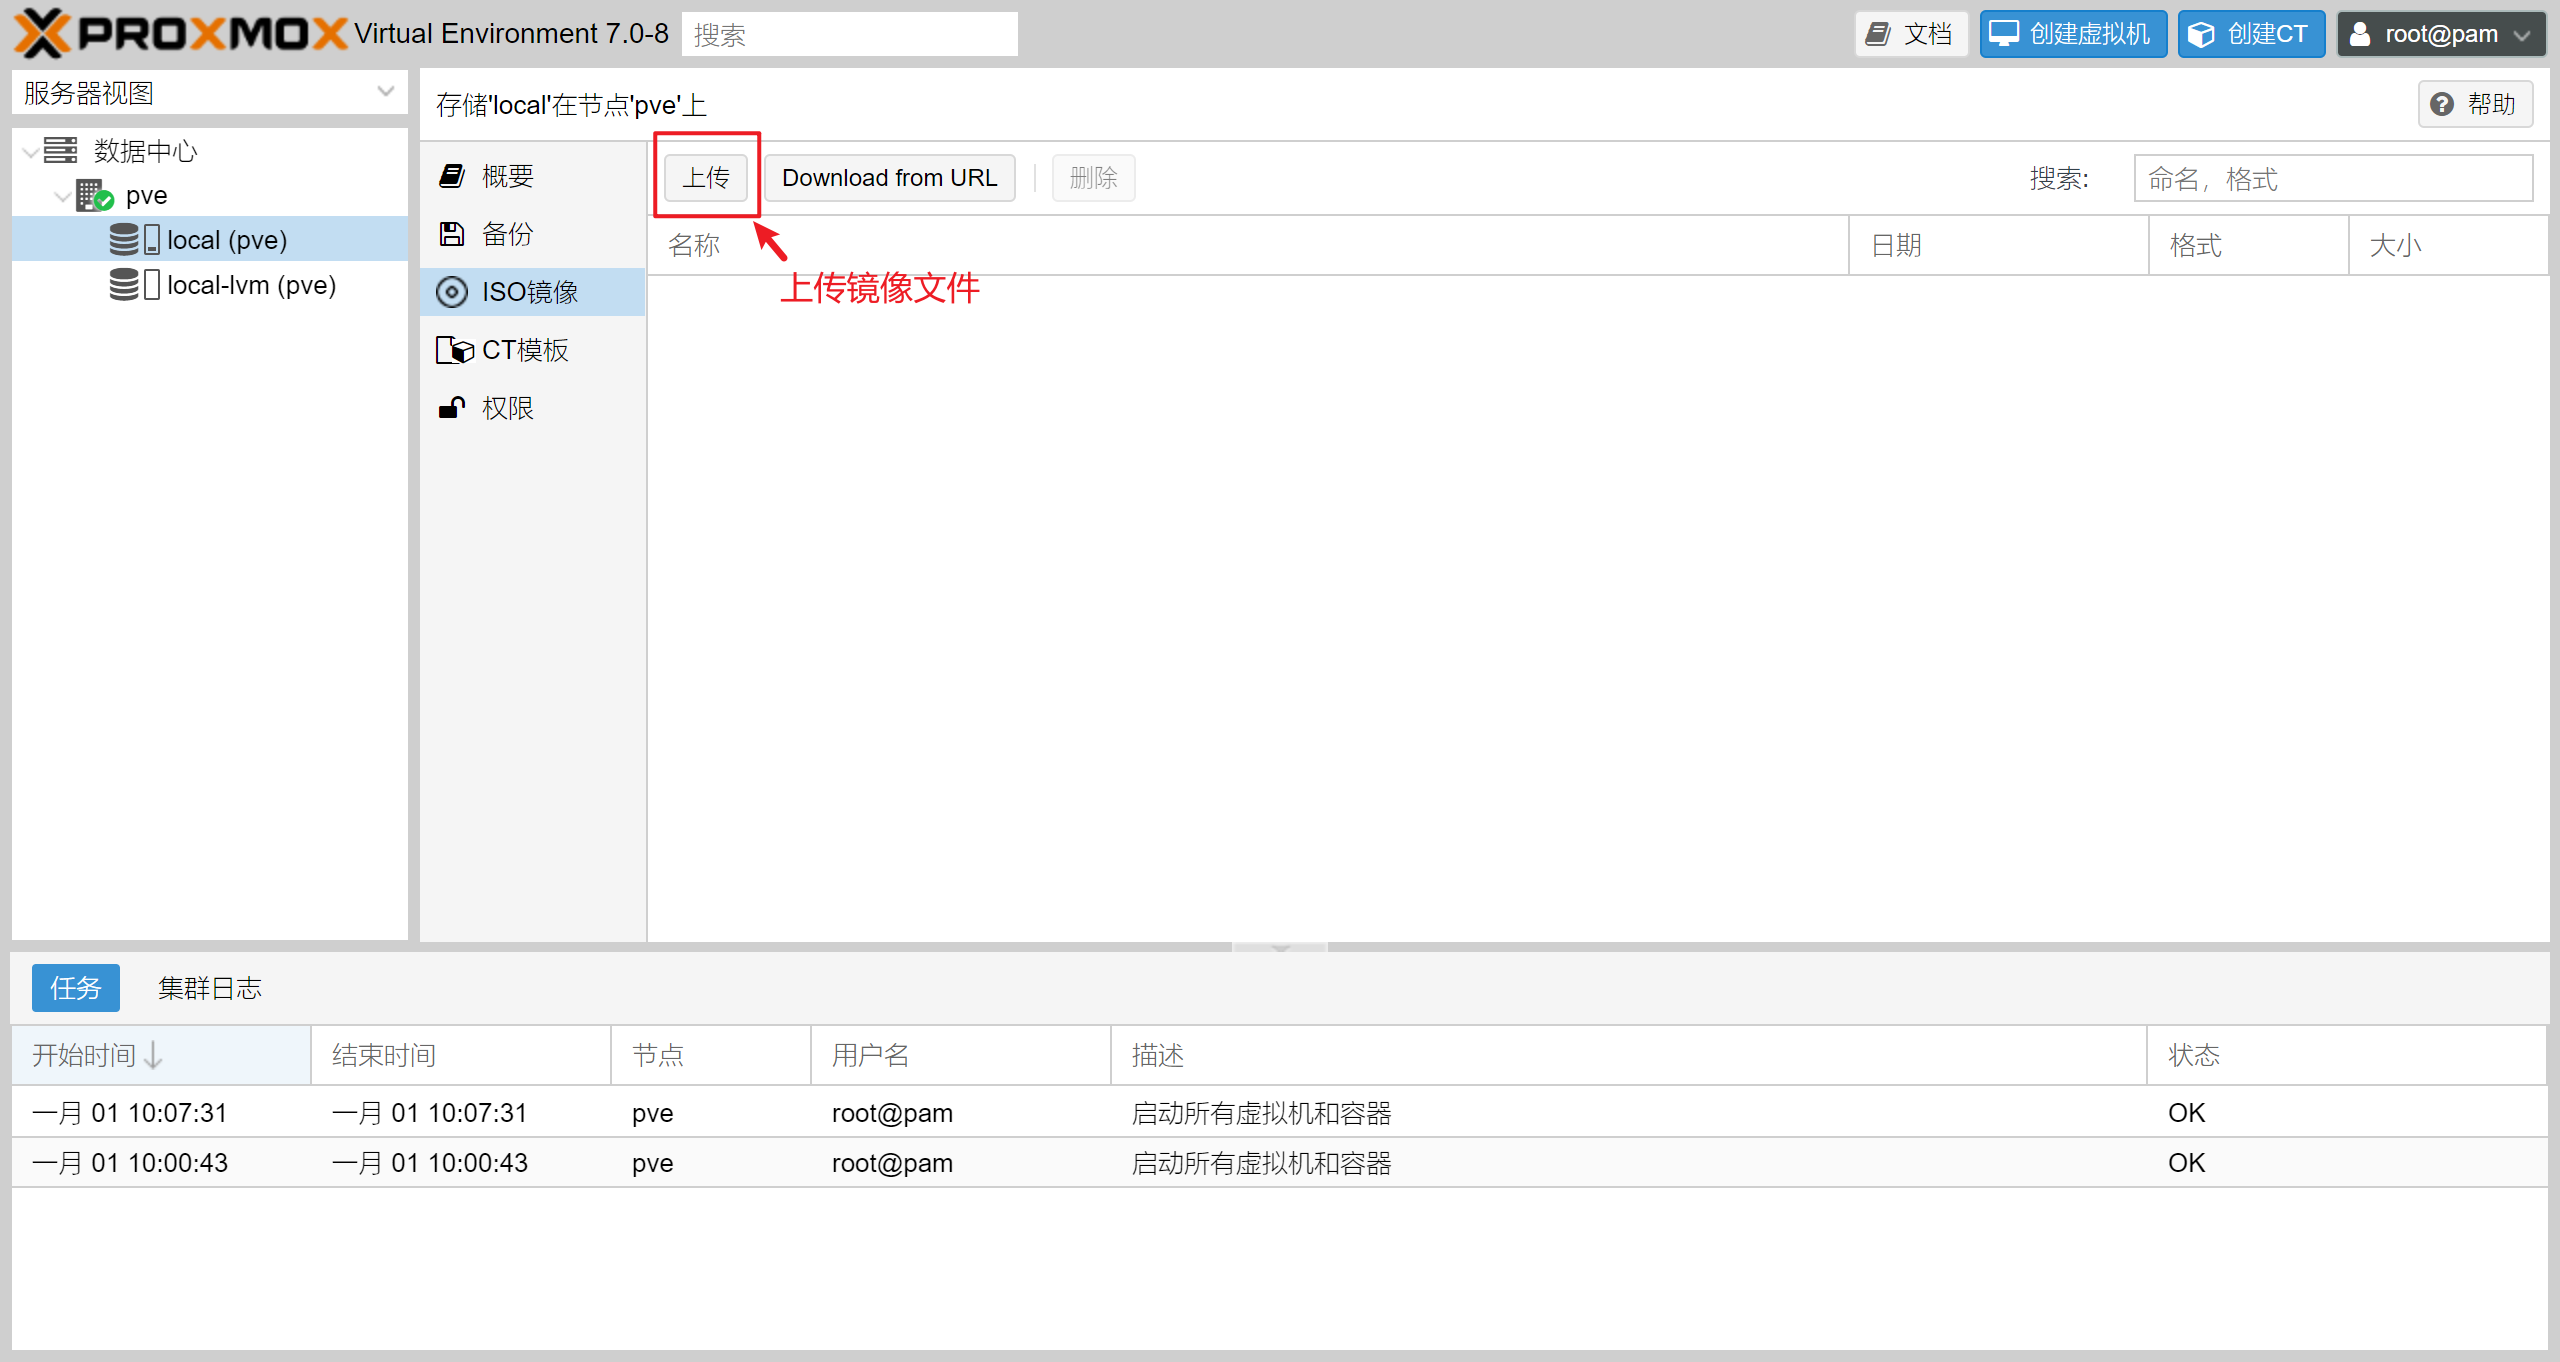 PROXMOX Virtual Environment 7.0-8 搜索 文档 创建虚拟机 创建CT root@pam
服务器视图
数据中心
pve
local (pve)
local-lvm (pve)
存储'local'在节点'pve'上 帮助
概要
备份
ISO镜像
CT模板
权限
上传 Download from URL 删除 搜索: 命名，格式
名称 日期 格式 大小
上传镜像文件
任务 集群日志
开始时间 结束时间 节点 用户名 描述 状态
一月 01 10:07:31 一月 01 10:07:31 pve root@pam 启动所有虚拟机和容器 OK
一月 01 10:00:43 一月 01 10:00:43 pve root@pam 启动所有虚拟机和容器 OK